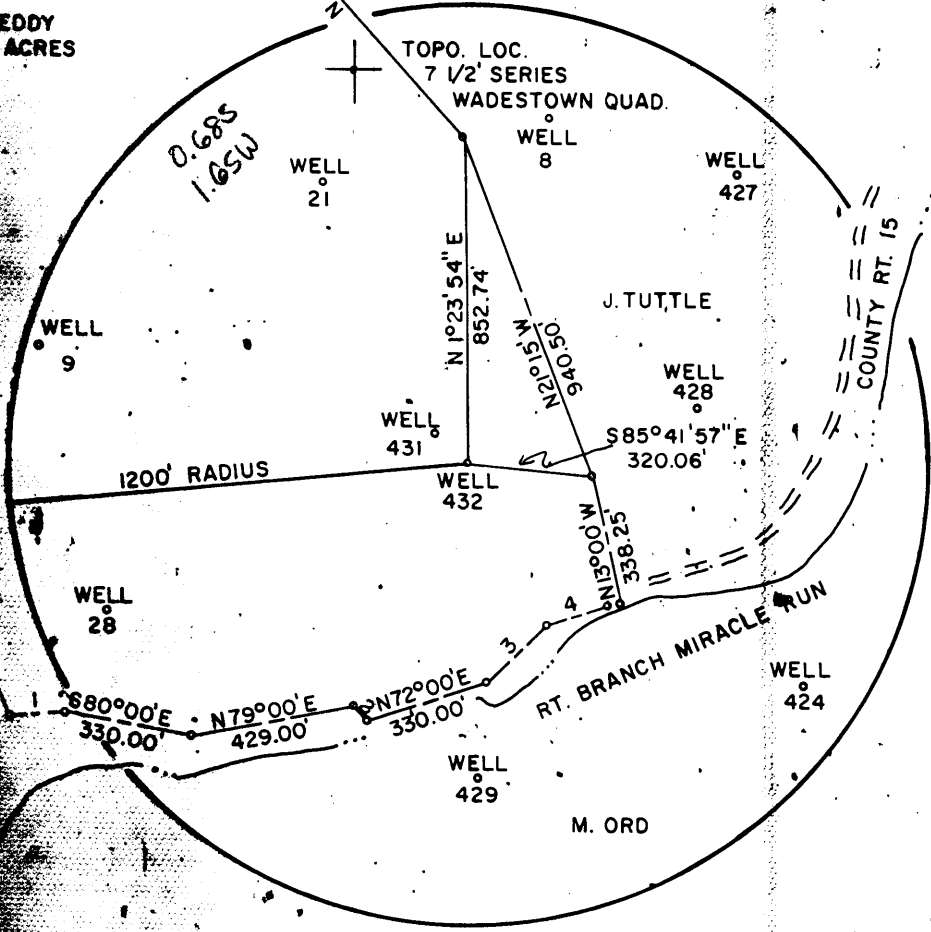 EDDY
ACRES
N
TOPO. LOC.
7 1/2' SERIES
WADESTOWN QUAD.
0.68S
1.65W
WELL
8
WELL
21
WELL
427
COUNTY RT. 15
N 1°23'54" E
852.74'
J. TUTTLE
N21°15'W
940.50'
WELL
9
WELL
428
WELL
431
S85°41'57"E
320.06'
1200' RADIUS
WELL
432
N13°00'W
338.25'
WELL
28
4
3
RT. BRANCH MIRACLE RUN
WELL
424
1
S80°00'E
330.00'
N79°00'E
429.00'
N72°00'E
330.00'
WELL
429
M. ORD